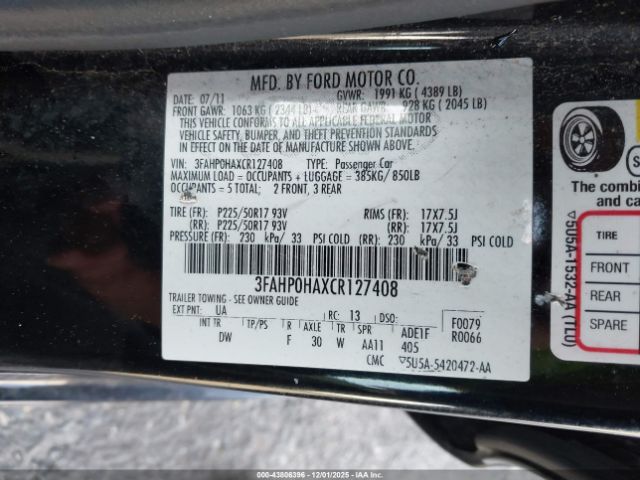 MFD. BY FORD MOTOR CO.
DATE: 07/11 GVWR: 1991 KG ( 4389 LB)
FRONT GAWR: 1063 KG ( 2344 LB) REAR GAWR: 928 KG ( 2045 LB)
THIS VEHICLE CONFORMS TO ALL APPLICABLE FEDERAL MOTOR
VEHICLE SAFETY, BUMPER, AND THEFT PREVENTION STANDARDS
IN EFFECT ON THE DATE OF MANUFACTURE SHOWN ABOVE.
VIN: 3FAHP0HAXCR127408 TYPE: Passenger Car
MAXIMUM LOAD = OCCUPANTS + LUGGAGE = 385KG/ 850LB
OCCUPANTS = 5 TOTAL; 2 FRONT, 3 REAR
TIRE (FR): P225/50R17 93V RIMS (FR): 17X7.5J
(RR): P225/50R17 93V (RR): 17X7.5J
PRESSURE (FR): 230 kPa/ 33 PSI COLD (RR): 230 kPa/ 33 PSI COLD
3FAHP0HAXCR127408
TRAILER TOWING - SEE OWNER GUIDE
EXT PNT: UA RC: 13 DSO: F0079
INT TR TP/PS R AXLE TR SPR ADE1F R0066
DW F 30 W AA11 405
CMC 5U5A-5420472-AA
The combin
TIRE
FRONT
REAR
SPARE
5U5A-1532-AA (TLU)
000-43806396 - 12/01/2025 - IAAI.COM